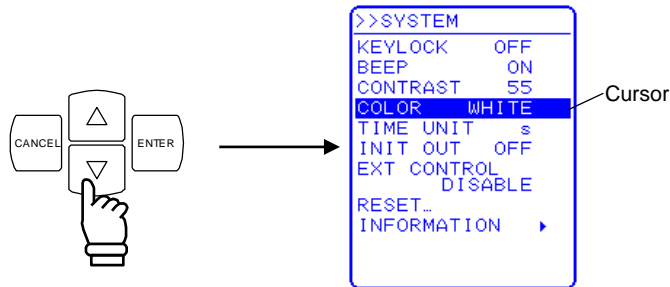 CANCEL
ENTER
>>SYSTEM
KEYLOCK OFF
BEEP ON
CONTRAST 55
COLOR WHITE
TIME UNIT s
INIT OUT OFF
EXT CONTROL
DISABLE
RESET…
INFORMATION
Cursor